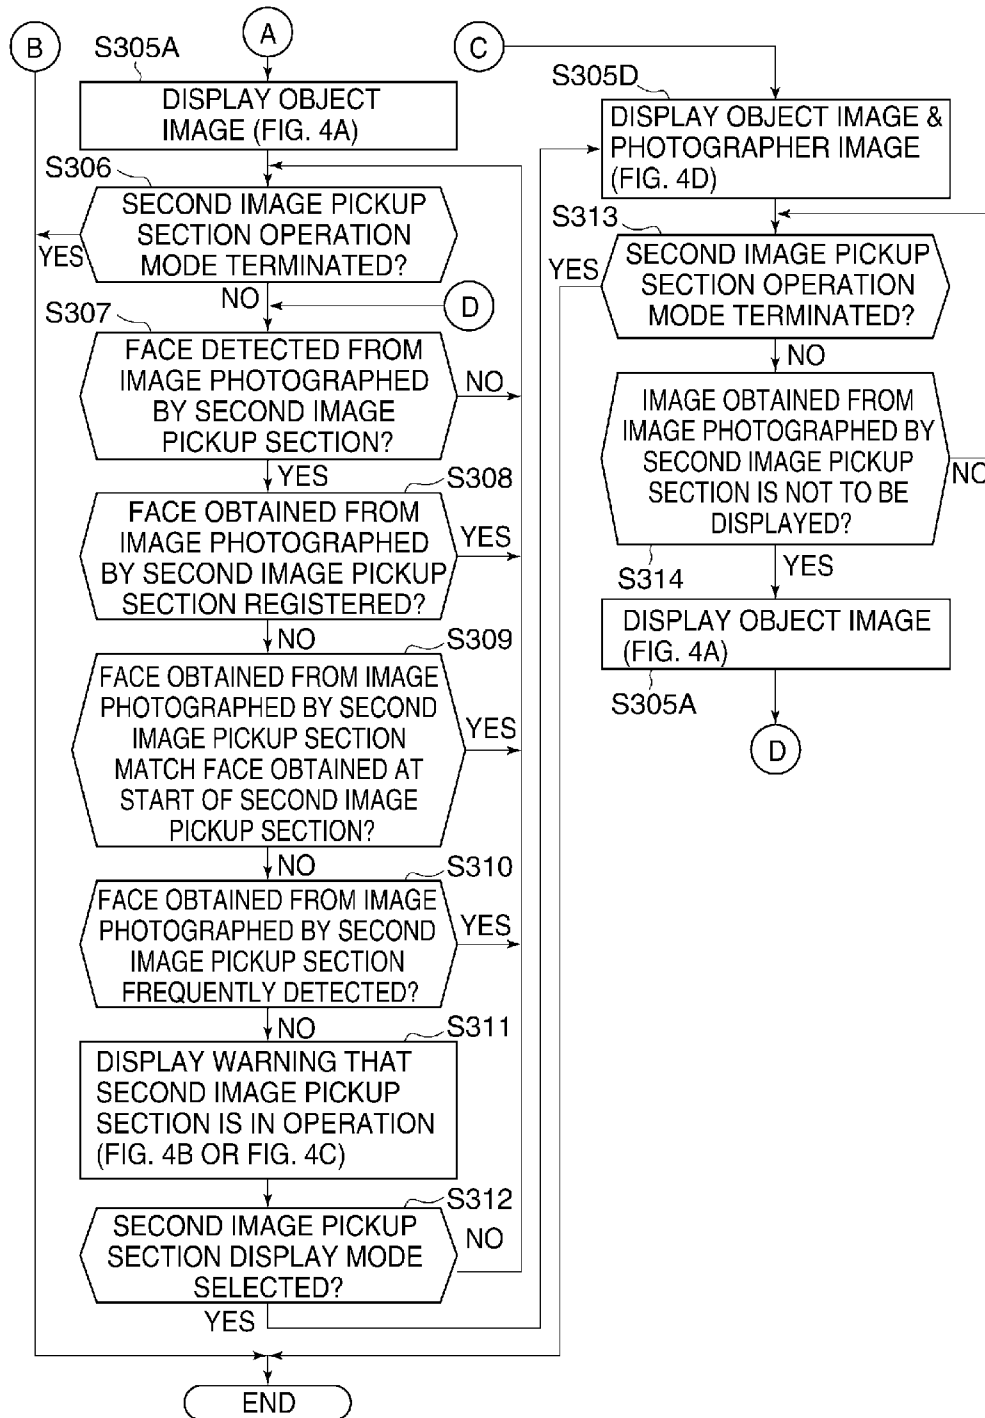 B
A
S305A
DISPLAY OBJECT
IMAGE (FIG. 4A)
S306
SECOND IMAGE PICKUP
SECTION OPERATION
MODE TERMINATED?
YES
NO
D
S307
FACE DETECTED FROM
IMAGE PHOTOGRAPHED
BY SECOND IMAGE
PICKUP SECTION?
NO
YES
S308
FACE OBTAINED FROM
IMAGE PHOTOGRAPHED
BY SECOND IMAGE PICKUP
SECTION REGISTERED?
YES
NO
S309
FACE OBTAINED FROM IMAGE
PHOTOGRAPHED BY SECOND
IMAGE PICKUP SECTION
MATCH FACE OBTAINED AT
START OF SECOND IMAGE
PICKUP SECTION?
YES
NO
S310
FACE OBTAINED FROM IMAGE
PHOTOGRAPHED BY SECOND
IMAGE PICKUP SECTION
FREQUENTLY DETECTED?
YES
NO
S311
DISPLAY WARNING THAT
SECOND IMAGE PICKUP
SECTION IS IN OPERATION
(FIG. 4B OR FIG. 4C)
S312
SECOND IMAGE PICKUP
SECTION DISPLAY MODE
SELECTED?
NO
YES
END
C
S305D
DISPLAY OBJECT IMAGE &
PHOTOGRAPHER IMAGE
(FIG. 4D)
S313
SECOND IMAGE PICKUP
SECTION OPERATION
MODE TERMINATED?
YES
NO
IMAGE OBTAINED FROM
IMAGE PHOTOGRAPHED BY
SECOND IMAGE PICKUP
SECTION IS NOT TO BE
DISPLAYED?
NO
YES
S314
DISPLAY OBJECT IMAGE
(FIG. 4A)
S305A
D